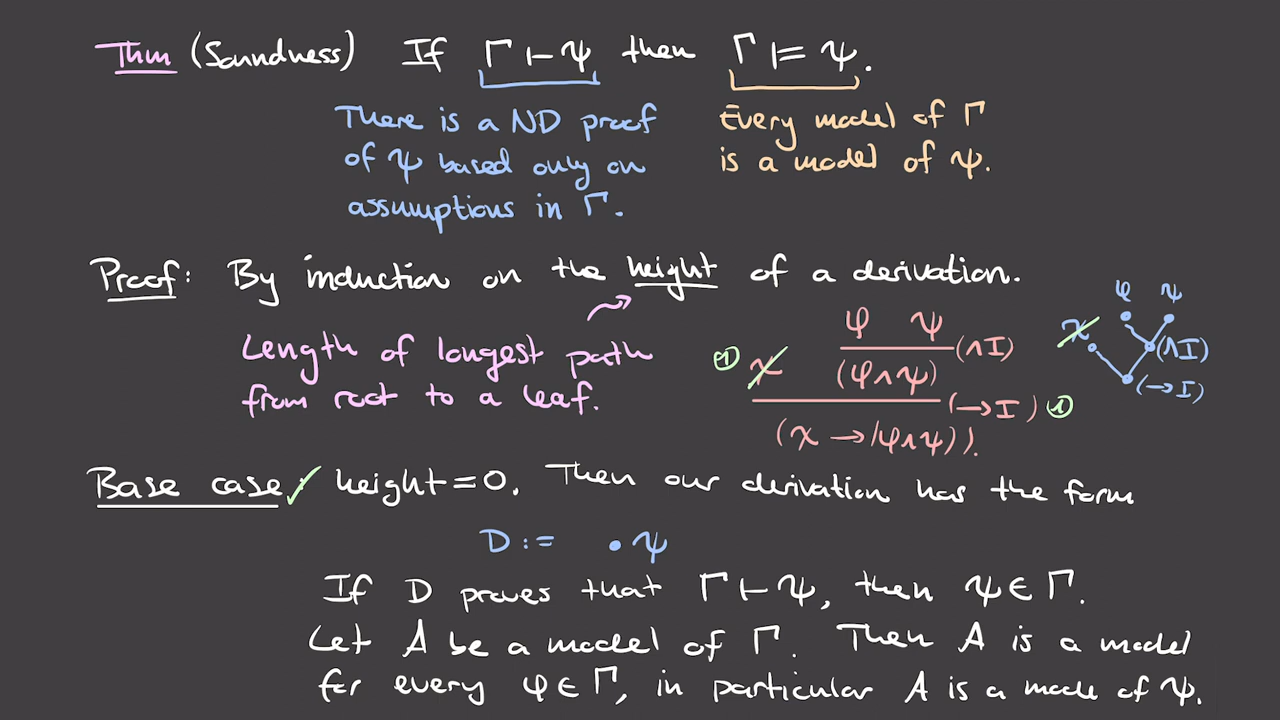 Thm (Soundness) If Γ ⊢ ψ then Γ ⊨ ψ.
There is a ND proof
of ψ based only on
assumptions in Γ.
Every model of Γ
is a model of ψ.
Proof: By induction on the height of a derivation.
Length of longest path
from root to a leaf.
φ ψ
① χ (φ∧ψ) (∧I)
(→I) ①
(χ → (φ∧ψ)).
φ ψ
χ (∧I)
(→I)
Base case ✓ height = 0. Then our derivation has the form
D := • ψ
If D proves that Γ ⊢ ψ, then ψ ∈ Γ.
Let A be a model of Γ. Then A is a model
for every φ ∈ Γ, in particular A is a mode of ψ.